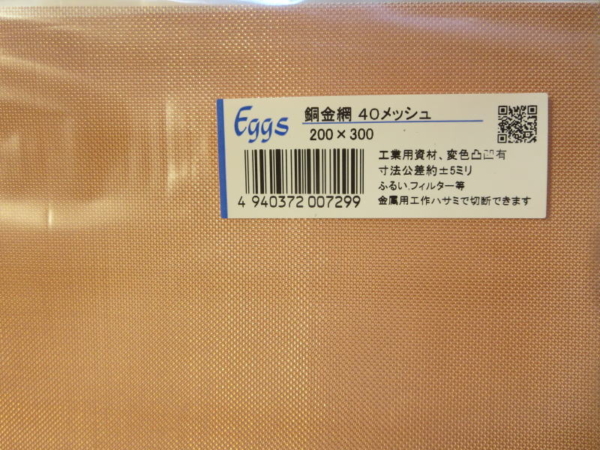 Eggs
銅金網 40メッシュ
200×300
4 940372 007299
工業用資材、変色凸凹有
寸法公差約±5ミリ
ふるい、フィルター等
金属用工作ハサミで切断できます